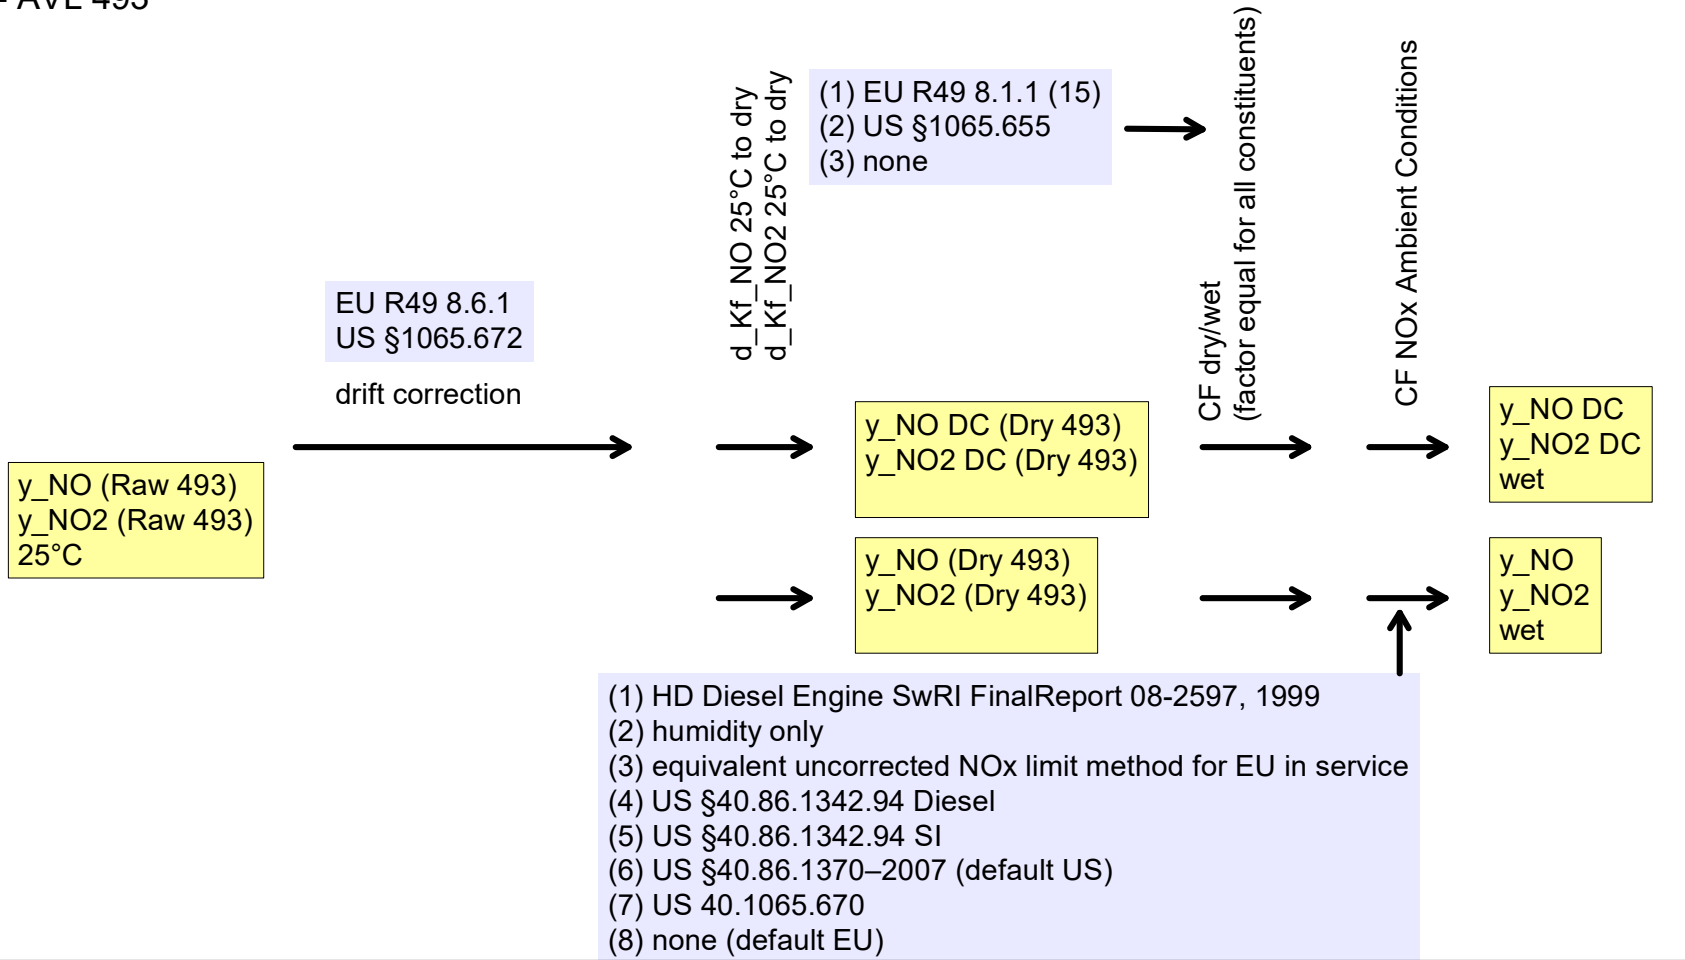 - AVL 493
d_Kf_NO 25°C to dry
d_Kf_NO2 25°C to dry
(1) EU R49 8.1.1 (15)
(2) US §1065.655
(3) none
CF dry/wet
(factor equal for all constituents)
CF NOx Ambient Conditions
EU R49 8.6.1
US §1065.672
drift correction
y_NO (Raw 493)
y_NO2 (Raw 493)
25°C
y_NO DC (Dry 493)
y_NO2 DC (Dry 493)
y_NO DC
y_NO2 DC
wet
y_NO (Dry 493)
y_NO2 (Dry 493)
y_NO
y_NO2
wet
(1) HD Diesel Engine SwRI FinalReport 08-2597, 1999
(2) humidity only
(3) equivalent uncorrected NOx limit method for EU in service
(4) US §40.86.1342.94 Diesel
(5) US §40.86.1342.94 SI
(6) US §40.86.1370–2007 (default US)
(7) US 40.1065.670
(8) none (default EU)